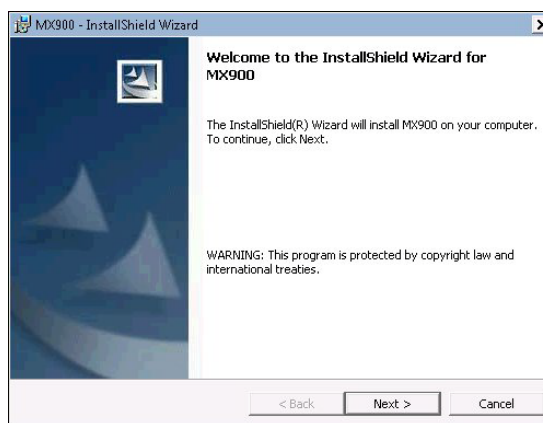 MX900 - InstallShield Wizard
Welcome to the InstallShield Wizard for
MX900
The InstallShield(R) Wizard will install MX900 on your computer.
To continue, click Next.
WARNING: This program is protected by copyright law and
international treaties.
< Back
Next >
Cancel